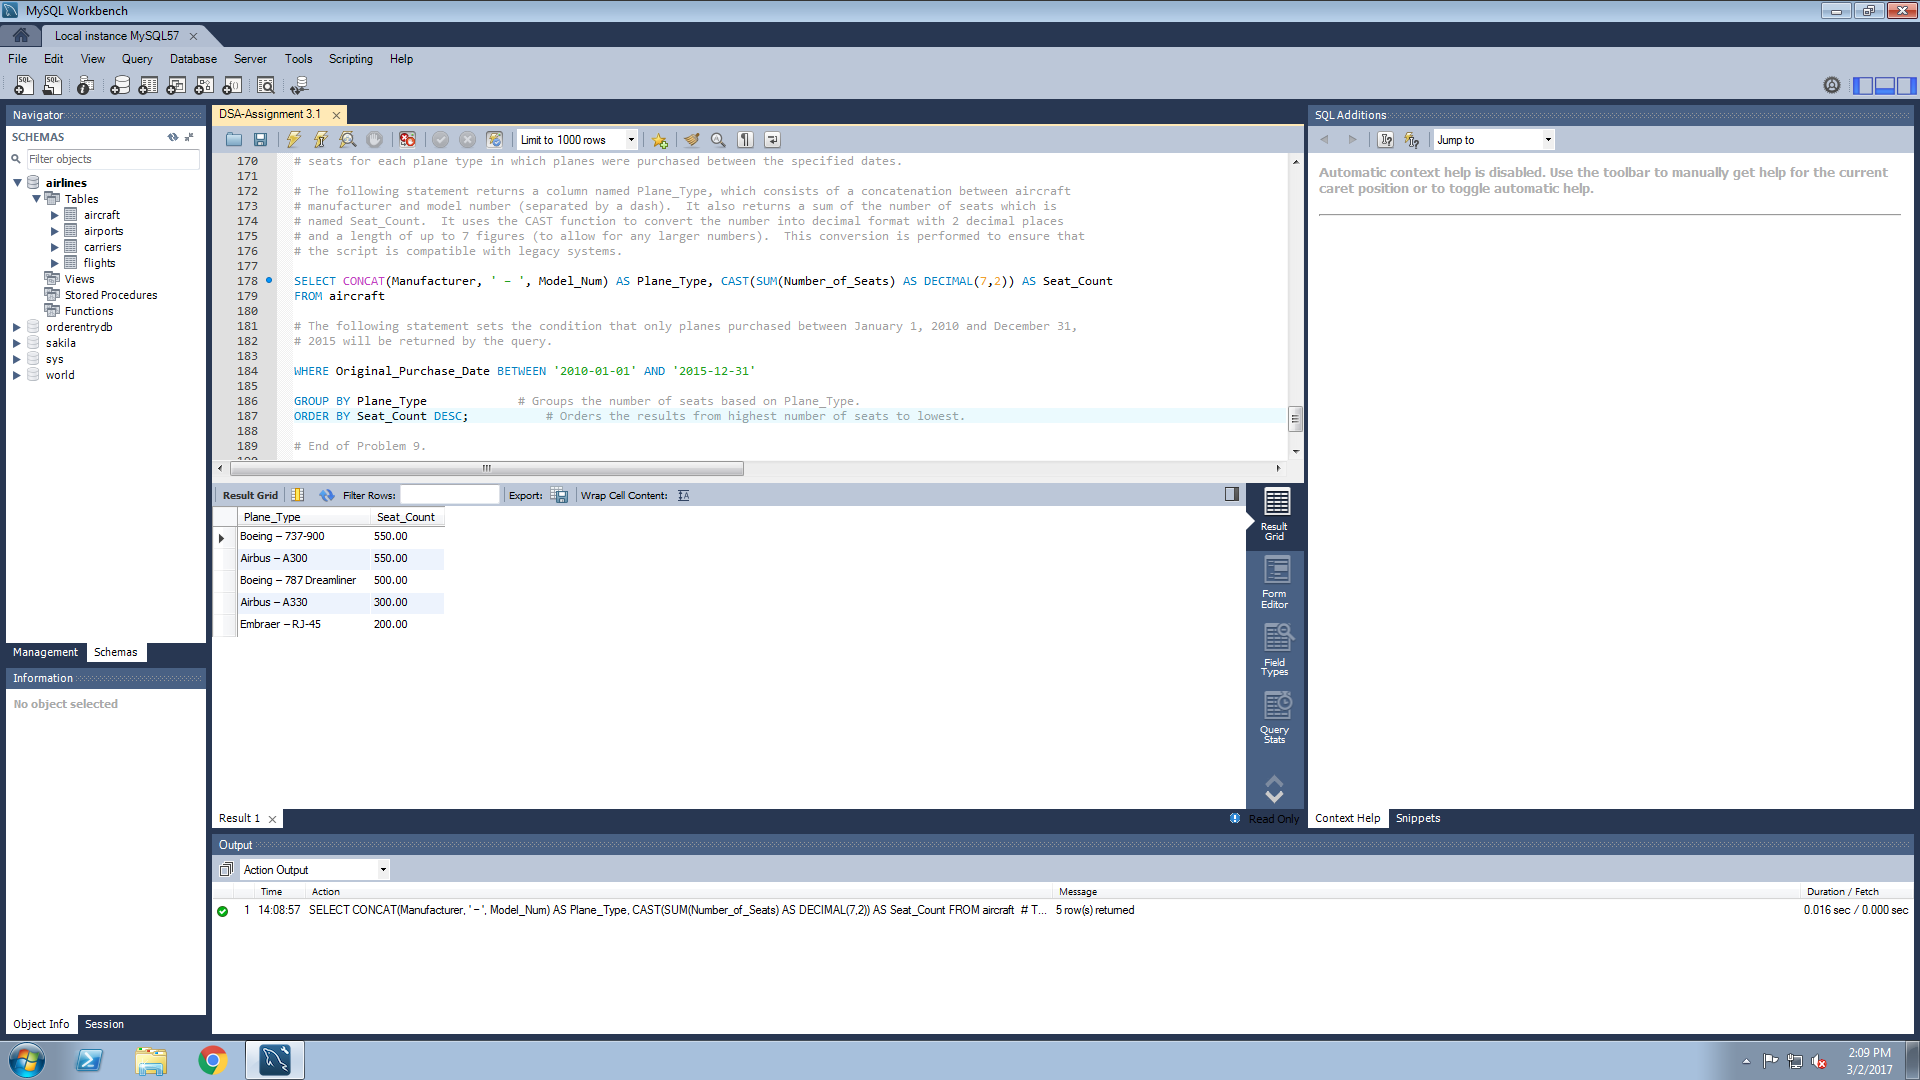 MySQL Workbench
Local instance MySQL57
File Edit View Query Database Server Tools Scripting Help
Navigator
SCHEMAS
Filter objects
airlines
Tables
aircraft
airports
carriers
flights
Views
Stored Procedures
Functions
orderentrydb
sakila
sys
world
Management Schemas
Information
No object selected
Object Info Session
DSA-Assignment 3.1
Limit to 1000 rows
170 # seats for each plane type in which planes were purchased between the specified dates.
171
172 # The following statement returns a column named Plane_Type, which consists of a concatenation between aircraft
173 # manufacturer and model number (separated by a dash).  It also returns a sum of the number of seats which is
174 # named Seat_Count.  It uses the CAST function to convert the number into decimal format with 2 decimal places
175 # and a length of up to 7 figures (to allow for any larger numbers).  This conversion is performed to ensure that
176 # the script is compatible with legacy systems.
177
178 SELECT CONCAT(Manufacturer, ' – ', Model_Num) AS Plane_Type, CAST(SUM(Number_of_Seats) AS DECIMAL(7,2)) AS Seat_Count
179 FROM aircraft
180
181 # The following statement sets the condition that only planes purchased between January 1, 2010 and December 31,
182 # 2015 will be returned by the query.
183
184 WHERE Original_Purchase_Date BETWEEN '2010-01-01' AND '2015-12-31'
185
186 GROUP BY Plane_Type # Groups the number of seats based on Plane_Type.
187 ORDER BY Seat_Count DESC; # Orders the results from highest number of seats to lowest.
188
189 # End of Problem 9.
Result Grid Filter Rows: Export: Wrap Cell Content:
Plane_Type Seat_Count
Boeing – 737-900 550.00
Airbus – A300 550.00
Boeing – 787 Dreamliner 500.00
Airbus – A330 300.00
Embraer – RJ-45 200.00
Result
Grid
Form
Editor
Field
Types
Query
Stats
Result 1
Read Only
SQL Additions
Jump to
Automatic context help is disabled. Use the toolbar to manually get help for the current
caret position or to toggle automatic help.
Context Help Snippets
Output
Action Output
Time Action Message Duration / Fetch
1 14:08:57 SELECT CONCAT(Manufacturer, ' – ', Model_Num) AS Plane_Type, CAST(SUM(Number_of_Seats) AS DECIMAL(7,2)) AS Seat_Count FROM aircraft  # T... 5 row(s) returned 0.016 sec / 0.000 sec
2:09 PM
3/2/2017